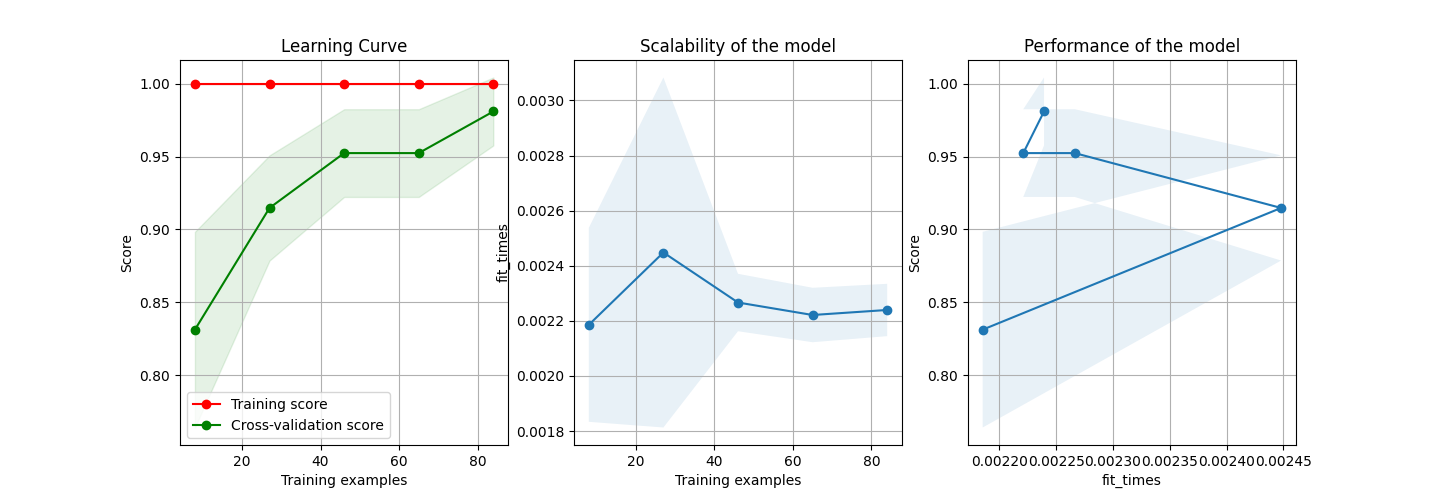 Learning Curve
Score
1.00
0.95
0.90
0.85
0.80
Training score
Cross-validation score
20
40
60
80
Training examples
Scalability of the model
fit_times
0.0030
0.0028
0.0026
0.0024
0.0022
0.0020
0.0018
20
40
60
80
Training examples
Performance of the model
Score
1.00
0.95
0.90
0.85
0.80
0.00220
0.00225
0.00230
0.00235
0.00240
0.00245
fit_times